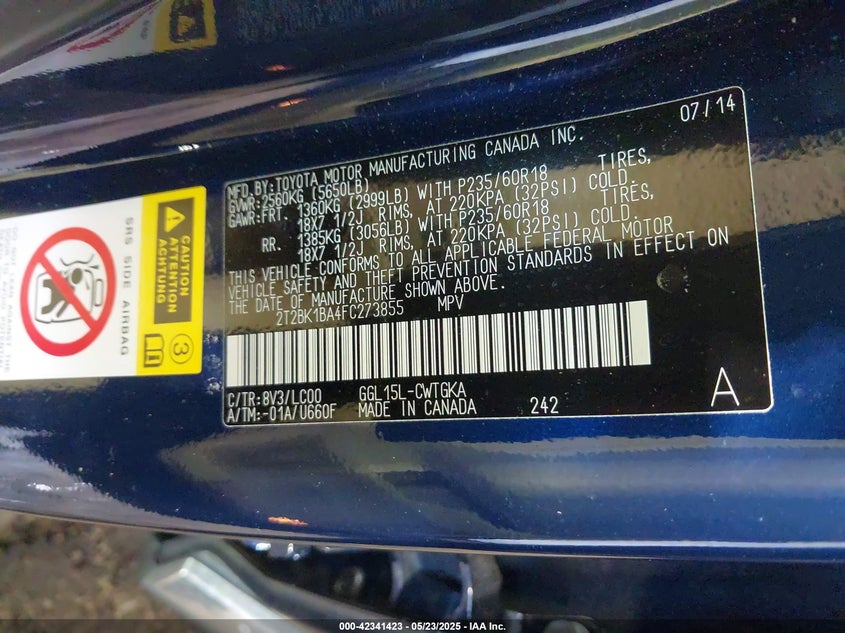 07/14
MFD.BY:TOYOTA MOTOR MANUFACTURING CANADA INC.
GVWR:2560KG (5650LB)
GAWR:FRT. 1360KG (2999LB) WITH P235/60R18 TIRES,
18X7 1/2J RIMS, AT 220KPA (32PSI) COLD.
RR. 1385KG (3056LB) WITH P235/60R18 TIRES,
18X7 1/2J RIMS, AT 220KPA (32PSI) COLD.
THIS VEHICLE CONFORMS TO ALL APPLICABLE FEDERAL MOTOR
VEHICLE SAFETY AND THEFT PREVENTION STANDARDS IN EFFECT ON
THE DATE OF MANUFACTURE SHOWN ABOVE.
2T2BK1BA4FC273855 MPV
C/TR:8V3/LC00 GGL15L-CWTGKA
A/TM:-01A/U660F MADE IN CANADA 242
A
CAUTION
ATTENTION
ACHTUNG
SRS SIDE AIRBAG
3
000-42341423 - 05/23/2025 - IAA Inc.